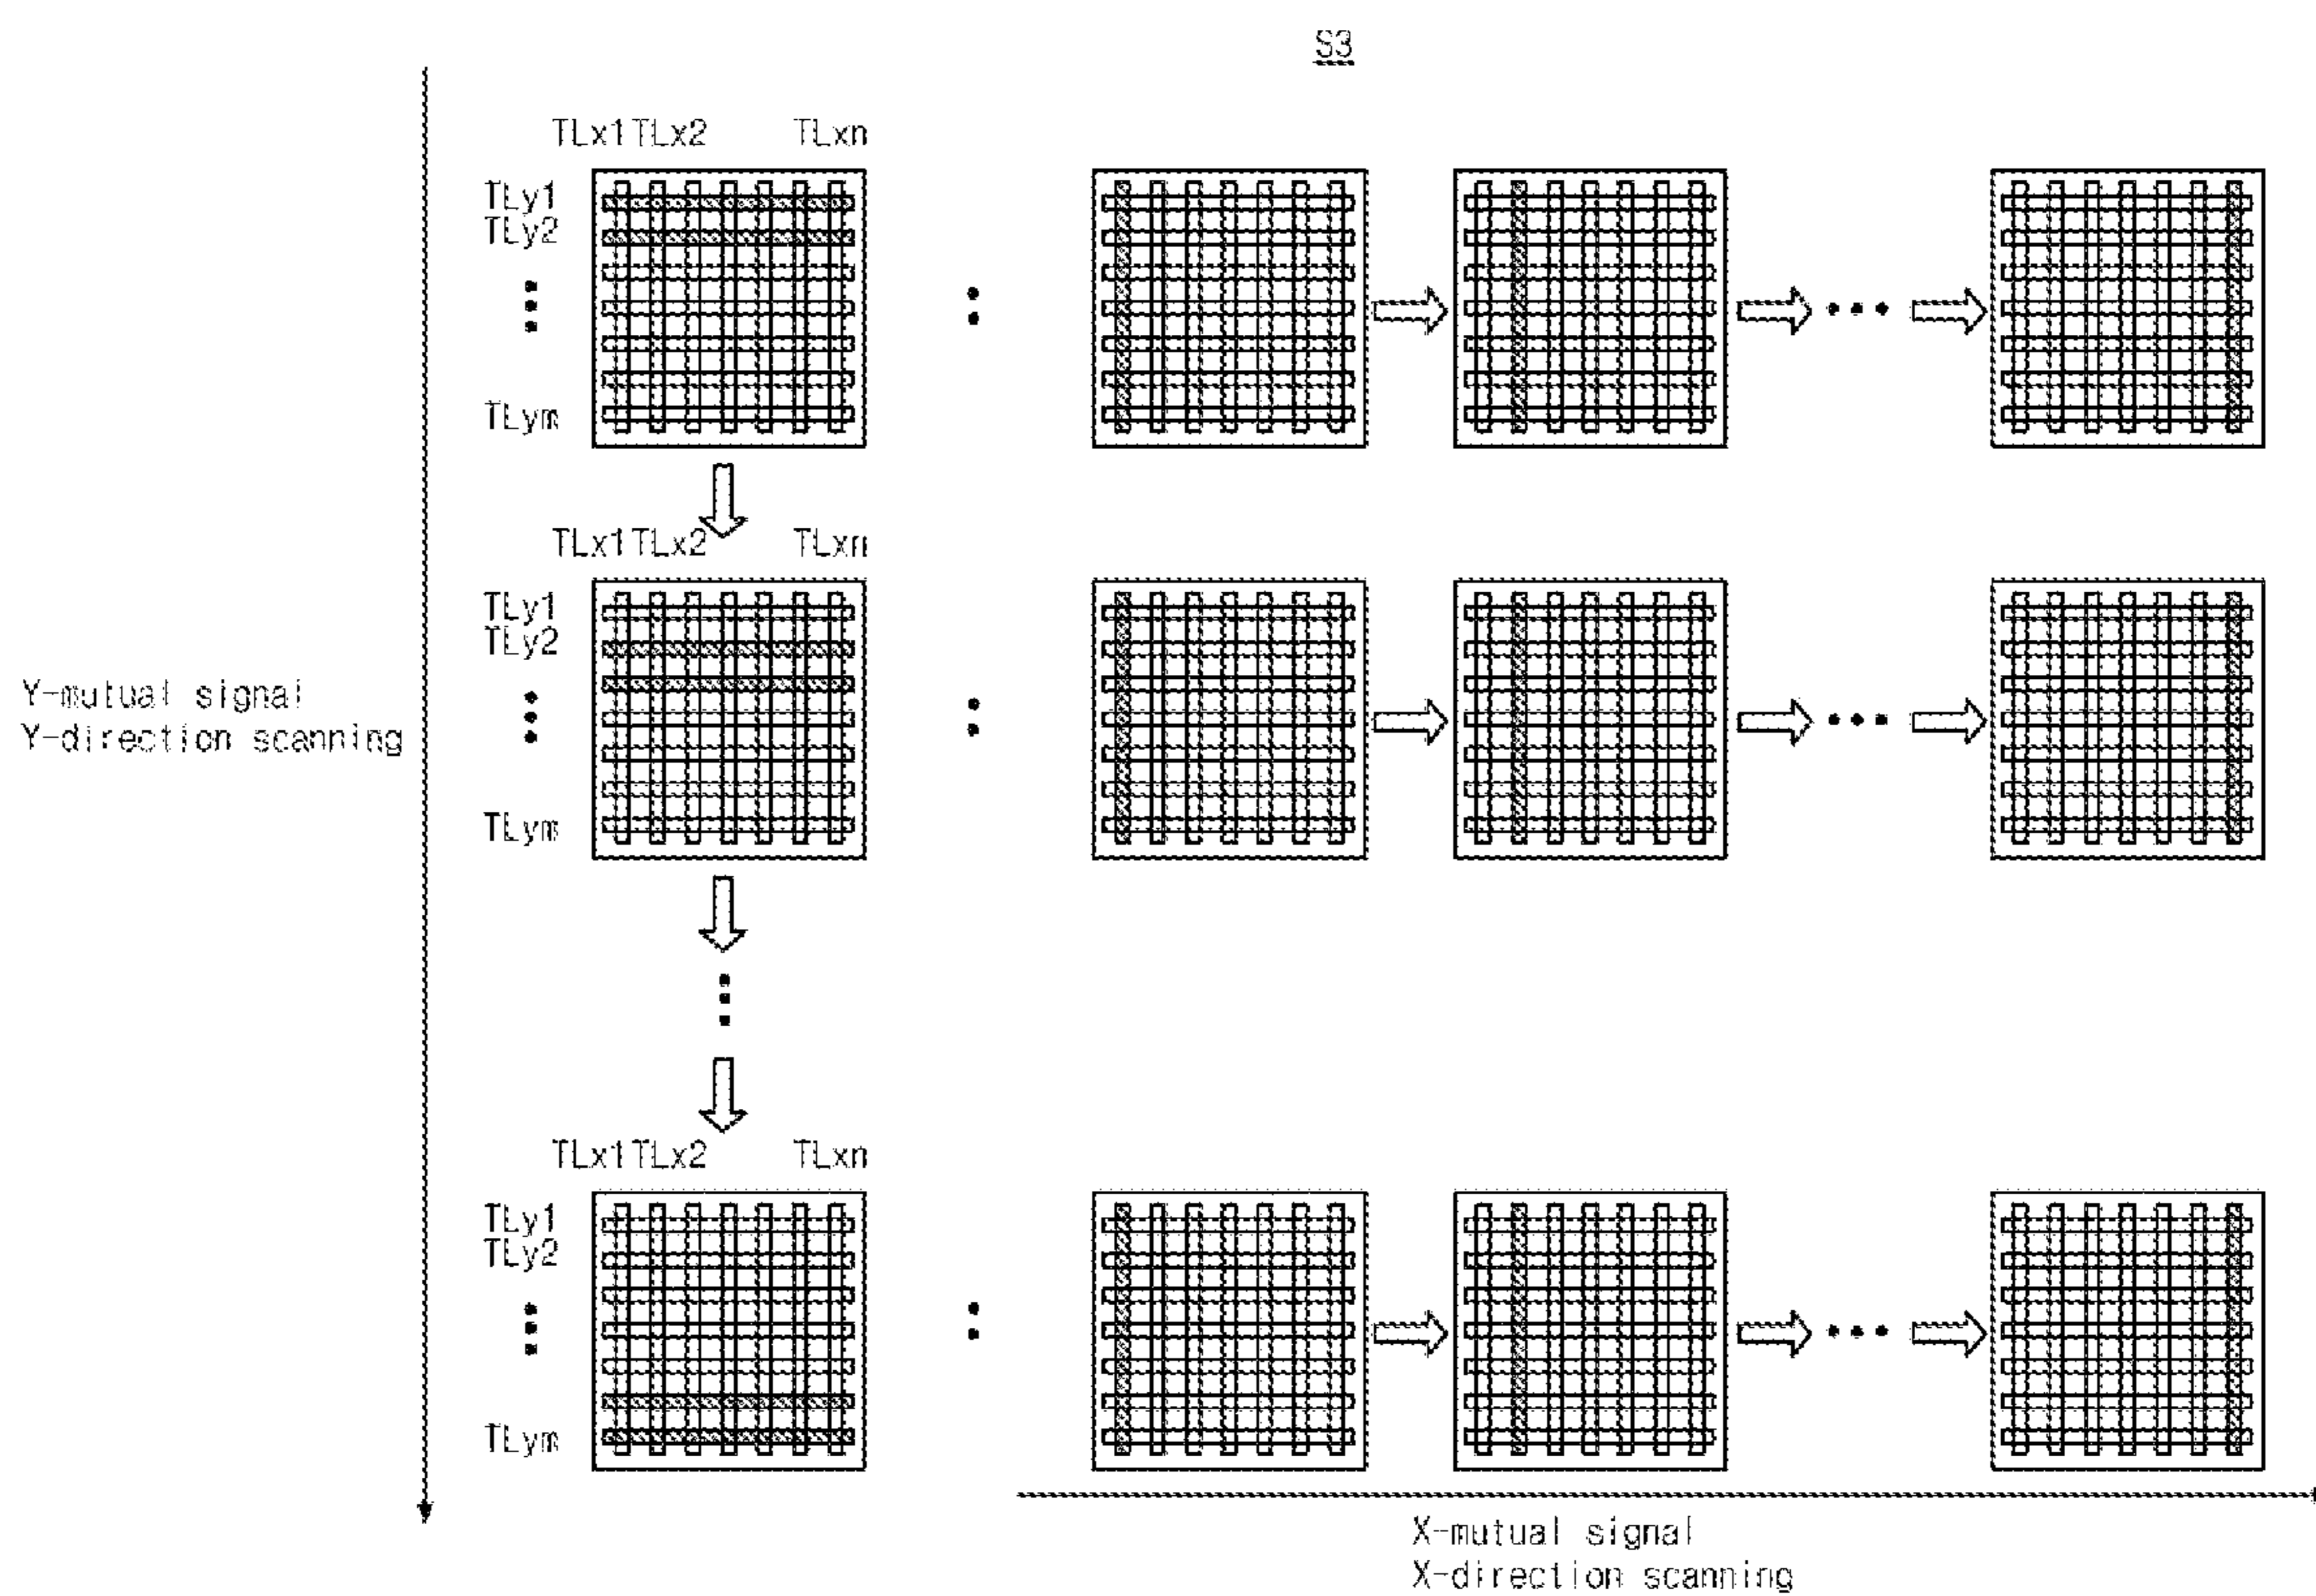 S3
TLx1 TLx2 TLxn
TLy1
TLy2
TLym
TLx1 TLx2 TLxn
TLy1
TLy2
TLym
Y-mutual signal
Y-direction scanning
TLx1 TLx2 TLxn
TLy1
TLy2
TLym
X-mutual signal
X-direction scanning